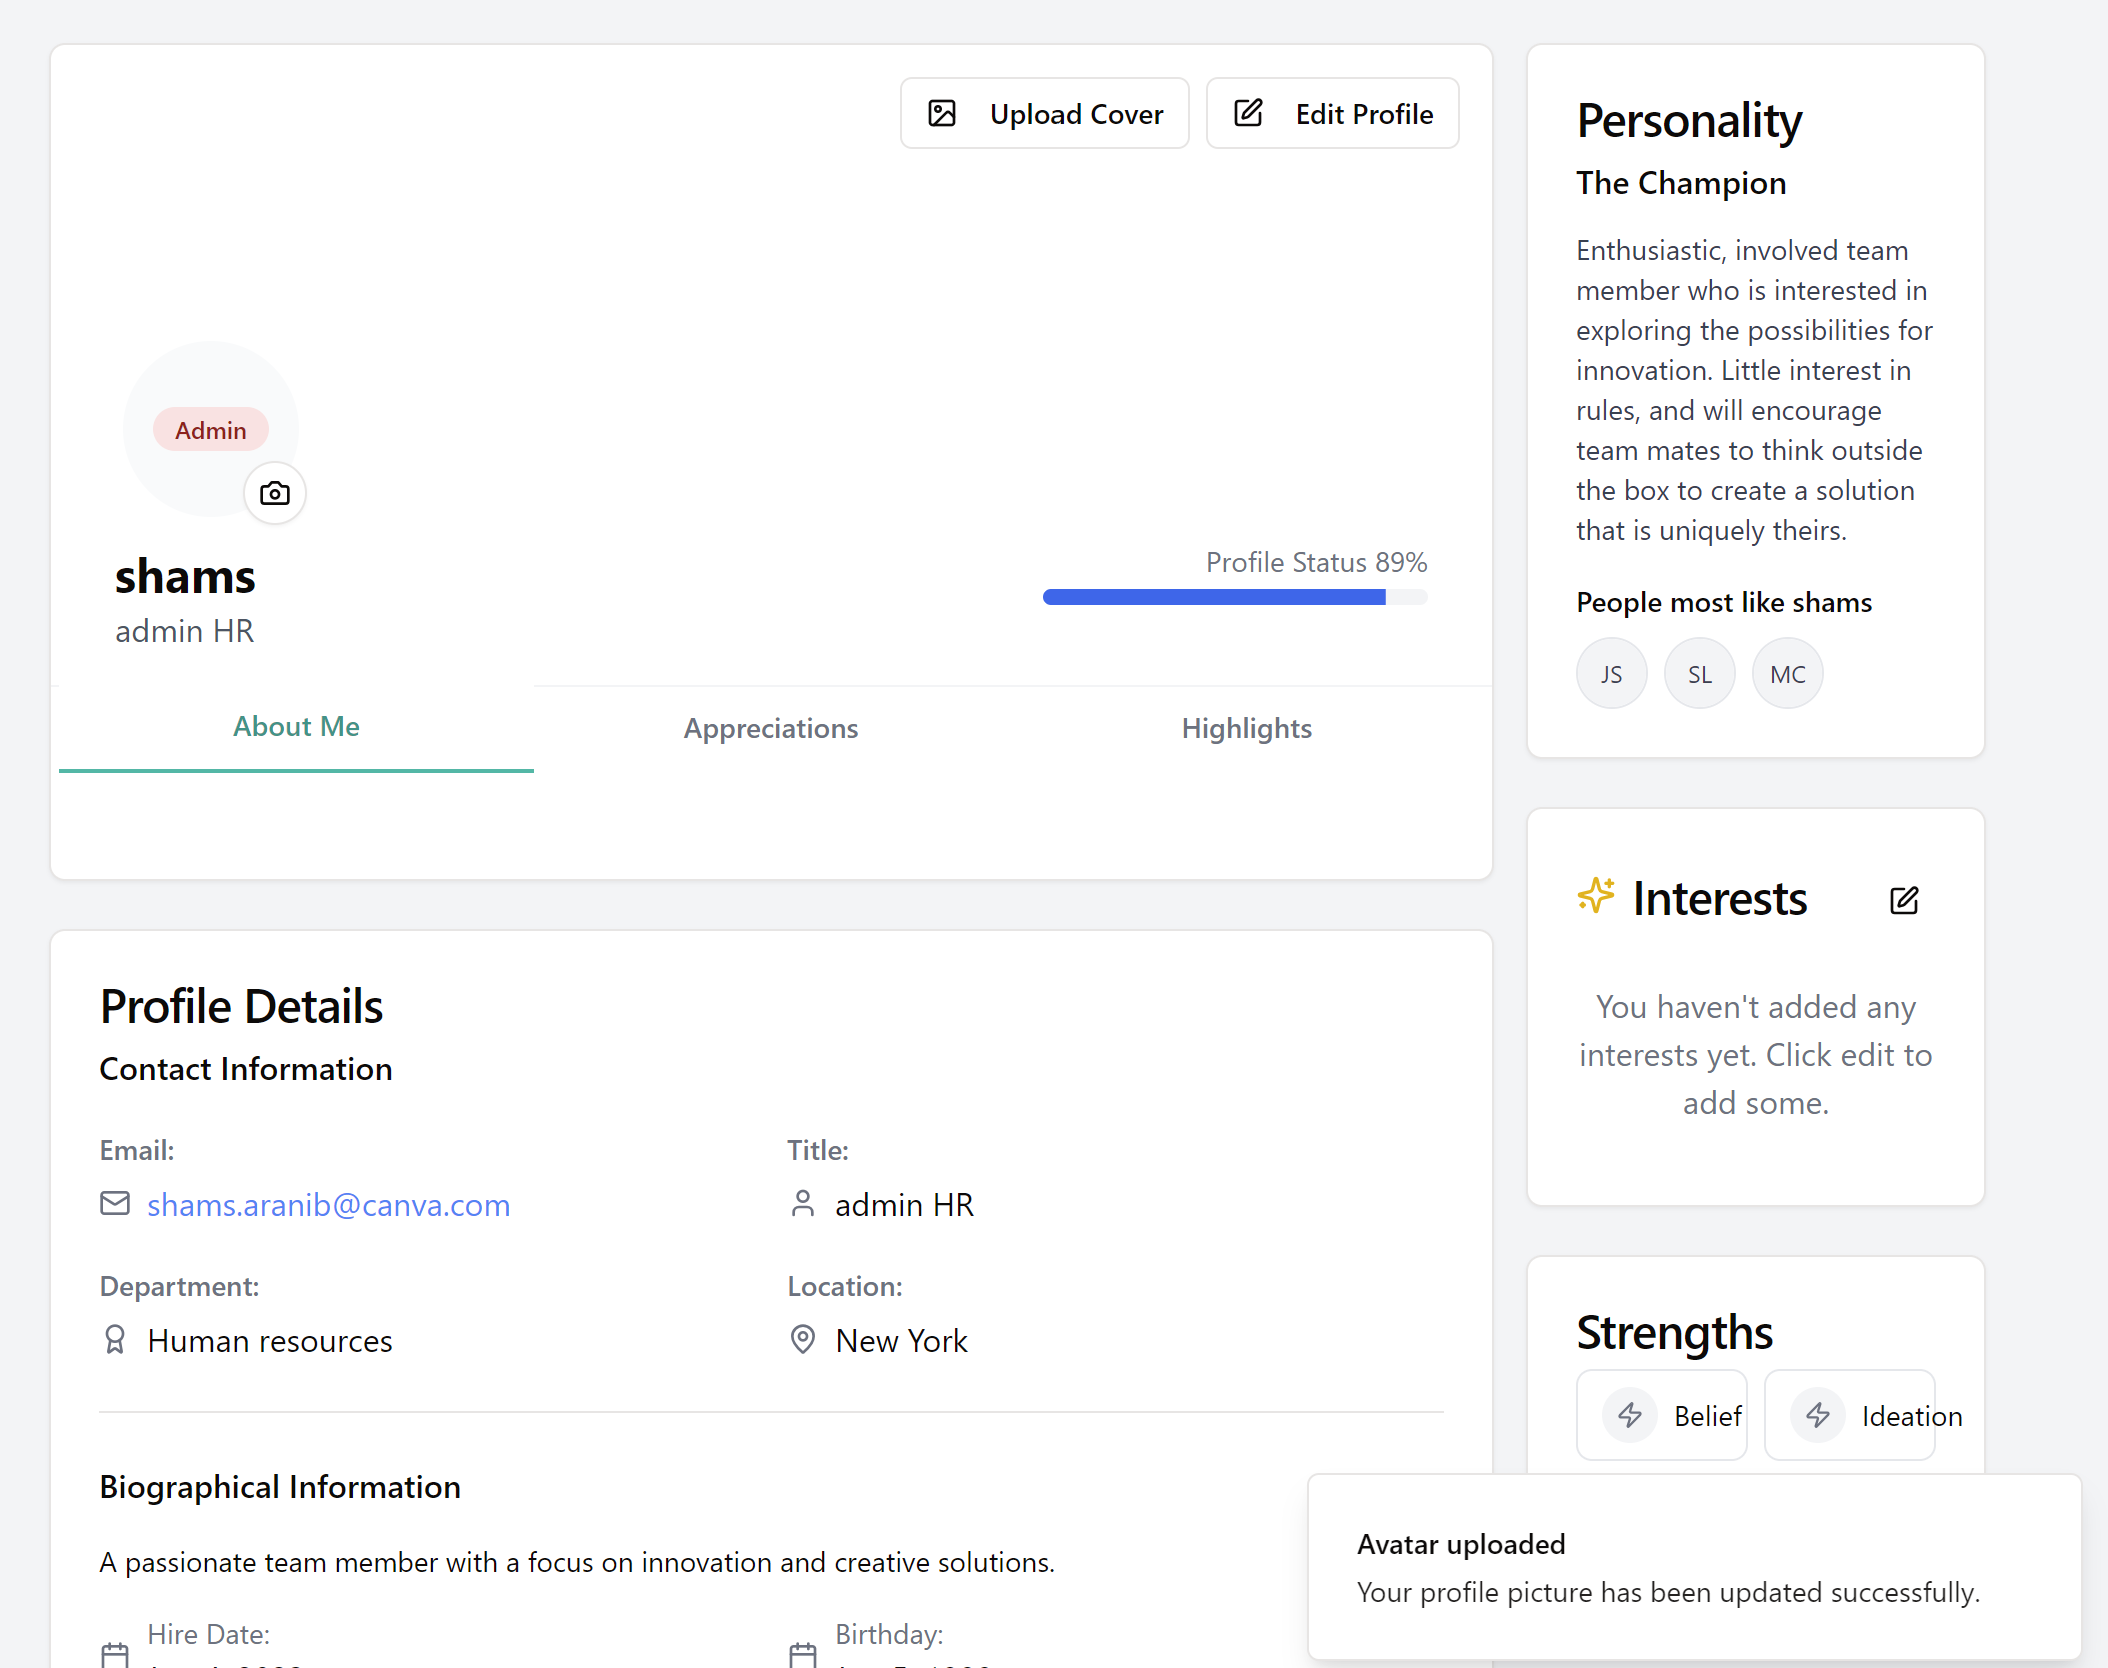 Upload Cover
Edit Profile
Admin
shams
admin HR
Profile Status 89%
About Me
Appreciations
Highlights
Profile Details
Contact Information
Email:
shams.aranib@canva.com
Title:
admin HR
Department:
Human resources
Location:
New York
Biographical Information
A passionate team member with a focus on innovation and creative solutions.
Hire Date:
Birthday:
Personality
The Champion
Enthusiastic, involved team
member who is interested in
exploring the possibilities for
innovation. Little interest in
rules, and will encourage
team mates to think outside
the box to create a solution
that is uniquely theirs.
People most like shams
JS SL MC
Interests
You haven't added any
interests yet. Click edit to
add some.
Strengths
Belief
Ideation
Avatar uploaded
Your profile picture has been updated successfully.